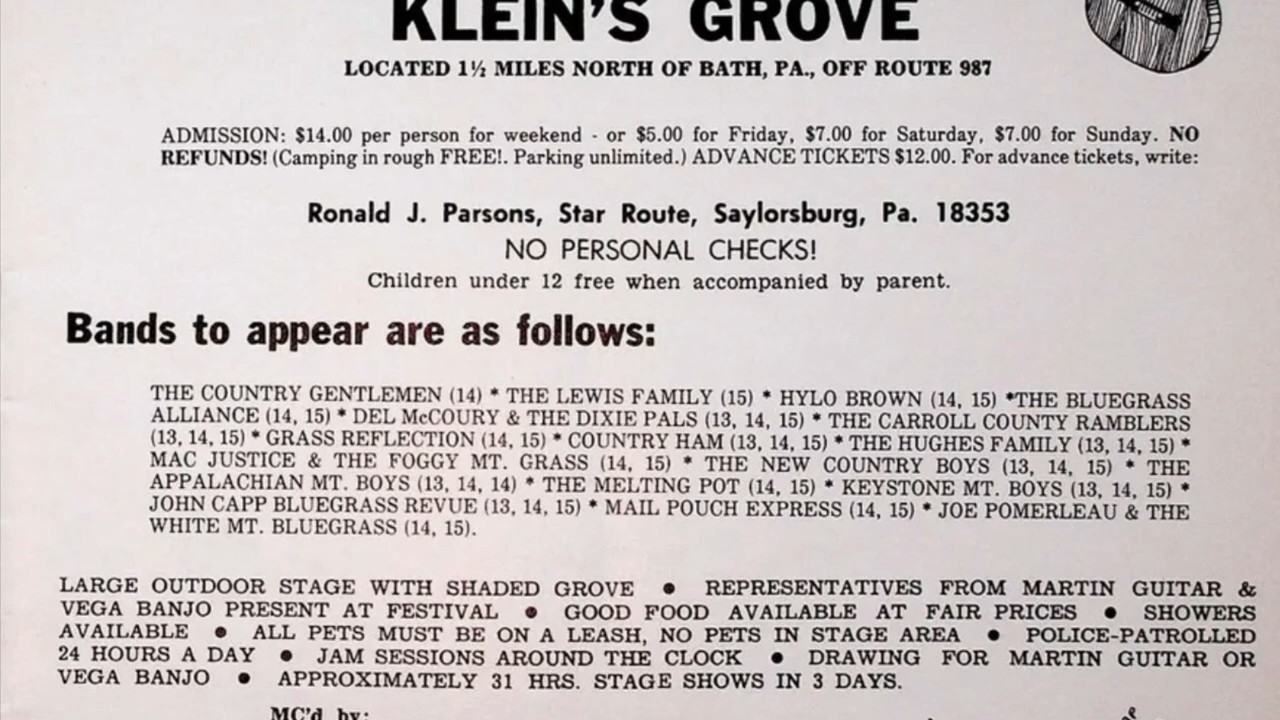 KLEIN'S GROVE
LOCATED 1½ MILES NORTH OF BATH, PA., OFF ROUTE 987
ADMISSION: $14.00 per person for weekend - or $5.00 for Friday, $7.00 for Saturday, $7.00 for Sunday. NO
REFUNDS! (Camping in rough FREE!. Parking unlimited.) ADVANCE TICKETS $12.00. For advance tickets, write:
Ronald J. Parsons, Star Route, Saylorsburg, Pa. 18353
NO PERSONAL CHECKS!
Children under 12 free when accompanied by parent.
Bands to appear are as follows:
THE COUNTRY GENTLEMEN (14) * THE LEWIS FAMILY (15) * HYLO BROWN (14, 15) *THE BLUEGRASS
ALLIANCE (14, 15) * DEL McCOURY & THE DIXIE PALS (13, 14, 15) * THE CARROLL COUNTY RAMBLERS
(13, 14, 15) * GRASS REFLECTION (14, 15) * COUNTRY HAM (13, 14, 15) * THE HUGHES FAMILY (13, 14, 15) *
MAC JUSTICE & THE FOGGY MT. GRASS (14, 15) * THE NEW COUNTRY BOYS (13, 14, 15) * THE
APPALACHIAN MT. BOYS (13, 14, 14) * THE MELTING POT (14, 15) * KEYSTONE MT. BOYS (13, 14, 15) *
JOHN CAPP BLUEGRASS REVUE (13, 14, 15) * MAIL POUCH EXPRESS (14, 15) * JOE POMERLEAU & THE
WHITE MT. BLUEGRASS (14, 15).
LARGE OUTDOOR STAGE WITH SHADED GROVE ● REPRESENTATIVES FROM MARTIN GUITAR &
VEGA BANJO PRESENT AT FESTIVAL ● GOOD FOOD AVAILABLE AT FAIR PRICES ● SHOWERS
AVAILABLE ● ALL PETS MUST BE ON A LEASH, NO PETS IN STAGE AREA ● POLICE-PATROLLED
24 HOURS A DAY ● JAM SESSIONS AROUND THE CLOCK ● DRAWING FOR MARTIN GUITAR OR
VEGA BANJO ● APPROXIMATELY 31 HRS. STAGE SHOWS IN 3 DAYS.
MC'd by: